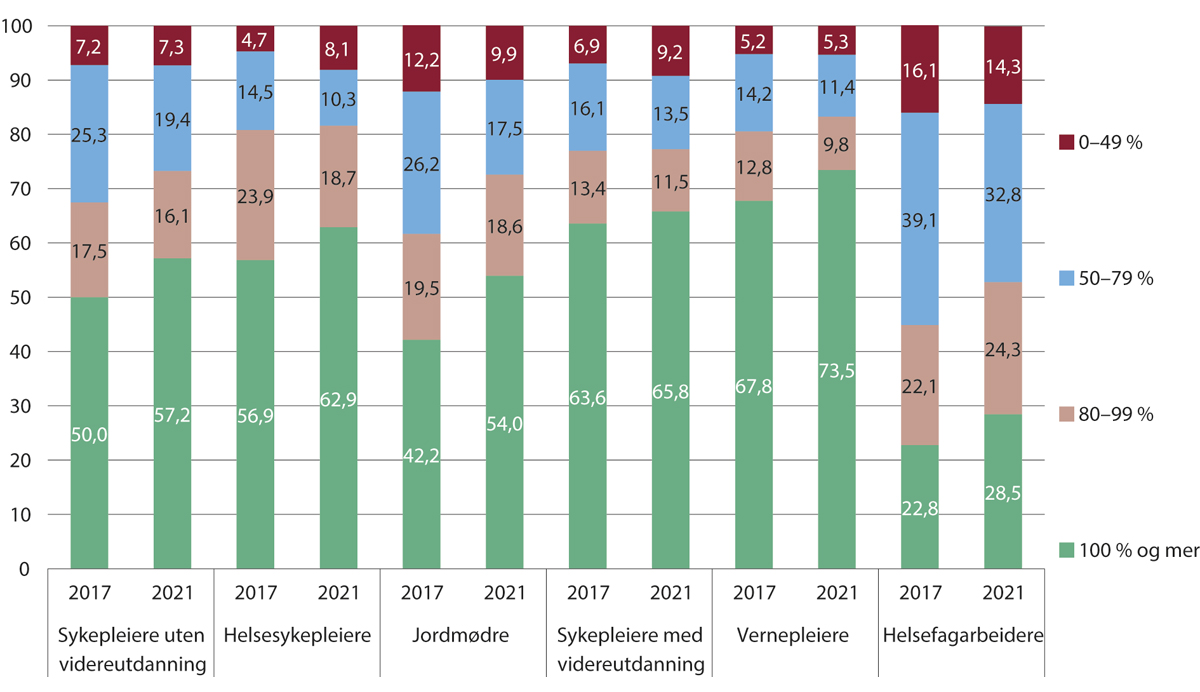 100
90
80
70
60
50
40
30
20
10
0
7,2 7,3 4,7 8,1 12,2 9,9 6,9 9,2 5,2 5,3 16,1 14,3
25,3 19,4 14,5 10,3 26,2 17,5 16,1 13,5 14,2 11,4 39,1 32,8
17,5 16,1 23,9 18,7 19,5 18,6 13,4 11,5 12,8 9,8 22,1 24,3
50,0 57,2 56,9 62,9 42,2 54,0 63,6 65,8 67,8 73,5 22,8 28,5
2017 2021 2017 2021 2017 2021 2017 2021 2017 2021 2017 2021
Sykepleiere uten
videreutdanning
Helsesykepleiere
Jordmødre
Sykepleiere med
videreutdanning
Vernepleiere
Helsefagarbeidere
0–49 %
50–79 %
80–99 %
100 % og mer